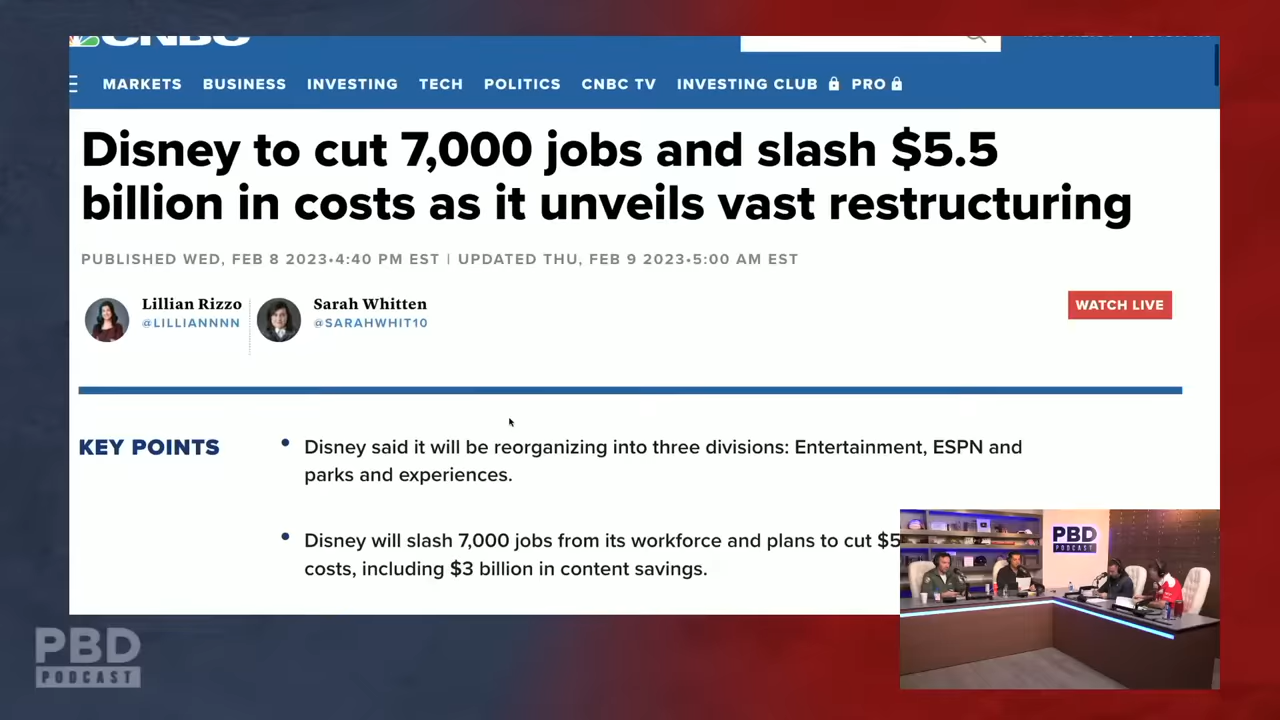 CNBC
MARKETS BUSINESS INVESTING TECH POLITICS CNBC TV INVESTING CLUB PRO
Disney to cut 7,000 jobs and slash $5.5
billion in costs as it unveils vast restructuring
PUBLISHED WED, FEB 8 2023•4:40 PM EST | UPDATED THU, FEB 9 2023•5:00 AM EST
Lillian Rizzo
@LILLIANNNN
Sarah Whitten
@SARAHWHIT10
WATCH LIVE
KEY POINTS
• Disney said it will be reorganizing into three divisions: Entertainment, ESPN and
parks and experiences.
• Disney will slash 7,000 jobs from its workforce and plans to cut $5
costs, including $3 billion in content savings.
PBD
PODCAST
PBD
PODCAST